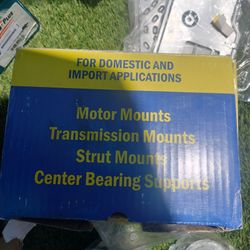 FOR DOMESTIC AND
IMPORT APPLICATIONS
Motor Mounts
Transmission Mounts
Strut Mounts
Center Bearing Supports